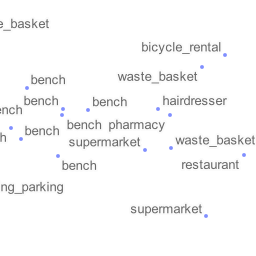 e_basket
bicycle_rental
waste_basket
bench
bench
bench
hairdresser
ench
bench
pharmacy
bench
h
supermarket
waste_basket
bench
restaurant
ng_parking
supermarket